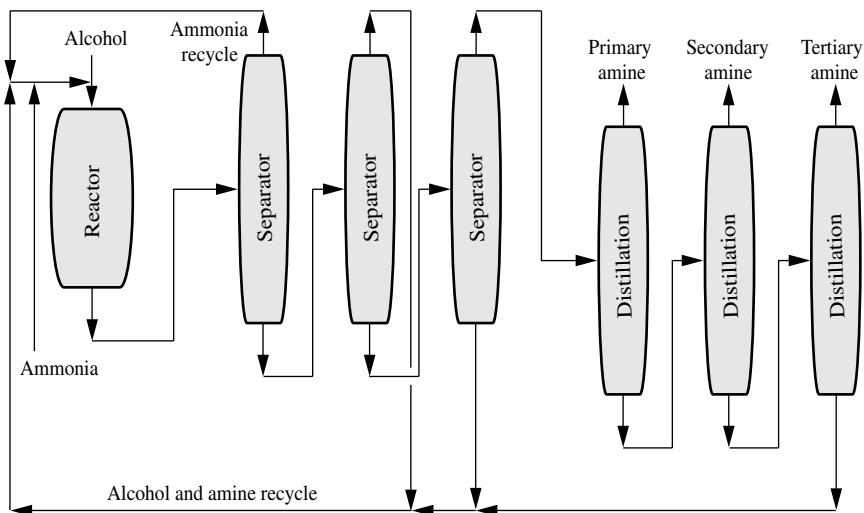 Alcohol
Ammonia
recycle
Primary
amine
Secondary
amine
Tertiary
amine
Reactor
Separator
Separator
Separator
Distillation
Distillation
Distillation
Ammonia
Alcohol and amine recycle